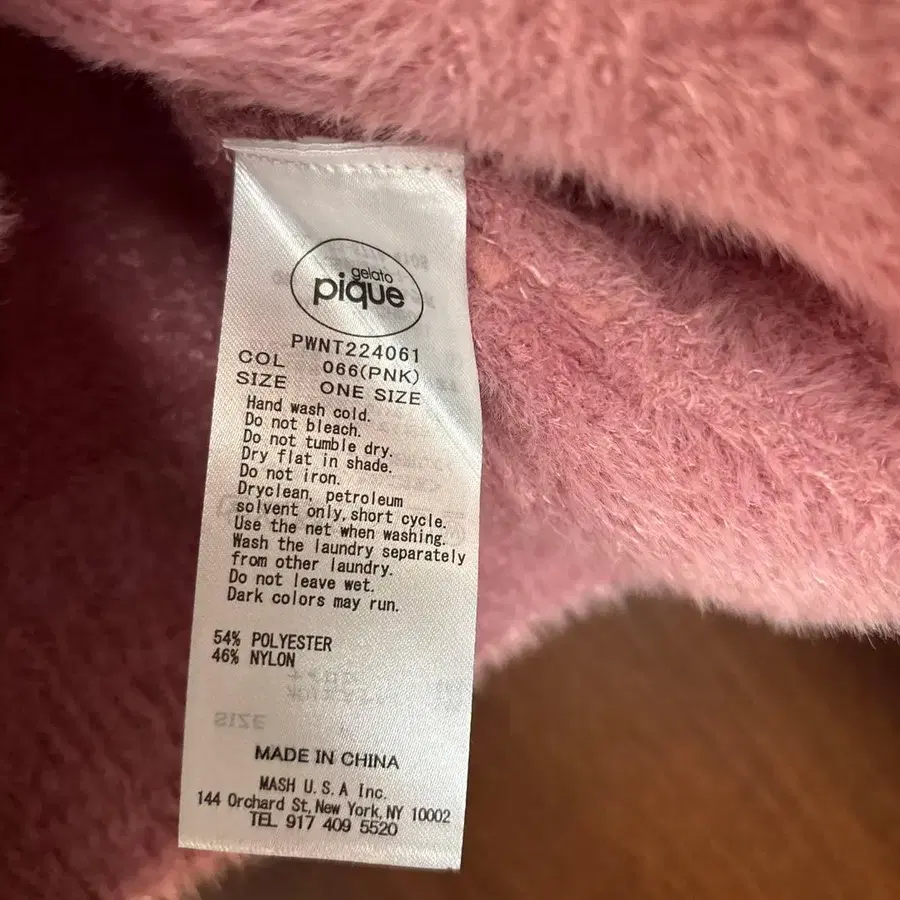 gelato
pique
PWNT224061
COL 066(PNK)
SIZE ONE SIZE
Hand wash cold.
Do not bleach.
Do not tumble dry.
Dry flat in shade.
Do not iron.
Dryclean, petroleum
solvent only, short cycle.
Use the net when washing.
Wash the laundry separately
from other laundry.
Do not leave wet.
Dark colors may run.
54% POLYESTER
46% NYLON
SIZE
MADE IN CHINA
MASH U.S.A Inc.
144 Orchard St, New York, NY 10002
TEL 917 409 5520